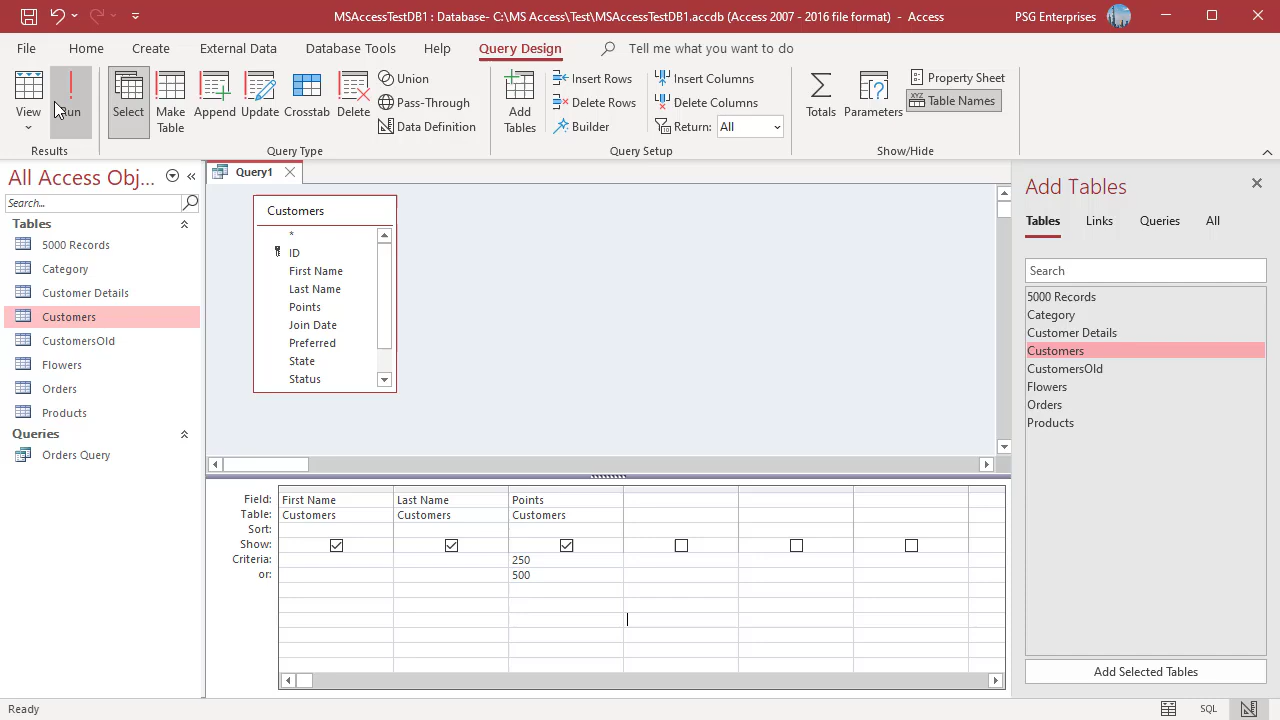 MSAccessTestDB1 : Database- C:\MS Access\Test\MSAccessTestDB1.accdb (Access 2007 - 2016 file format) - Access
PSG Enterprises
File Home Create External Data Database Tools Help Query Design Tell me what you want to do
View
Select
Make Table
Append
Update
Crosstab
Delete
Union
Pass-Through
Data Definition
Add Tables
Insert Rows
Delete Rows
Builder
Insert Columns
Delete Columns
Return: All
Totals
Parameters
Property Sheet
XYZ Table Names
Results
Query Type
Query Setup
Show/Hide
All Access Obj...
Search...
Tables
5000 Records
Category
Customer Details
Customers
CustomersOld
Flowers
Orders
Products
Queries
Orders Query
Query1
Customers
*
ID
First Name
Last Name
Points
Join Date
Preferred
State
Status
Field: First Name Last Name Points
Table: Customers Customers Customers
Sort:
Show:
Criteria: 250
or: 500
Add Tables
Tables Links Queries All
Search
5000 Records
Category
Customer Details
Customers
CustomersOld
Flowers
Orders
Products
Add Selected Tables
Ready
SQL